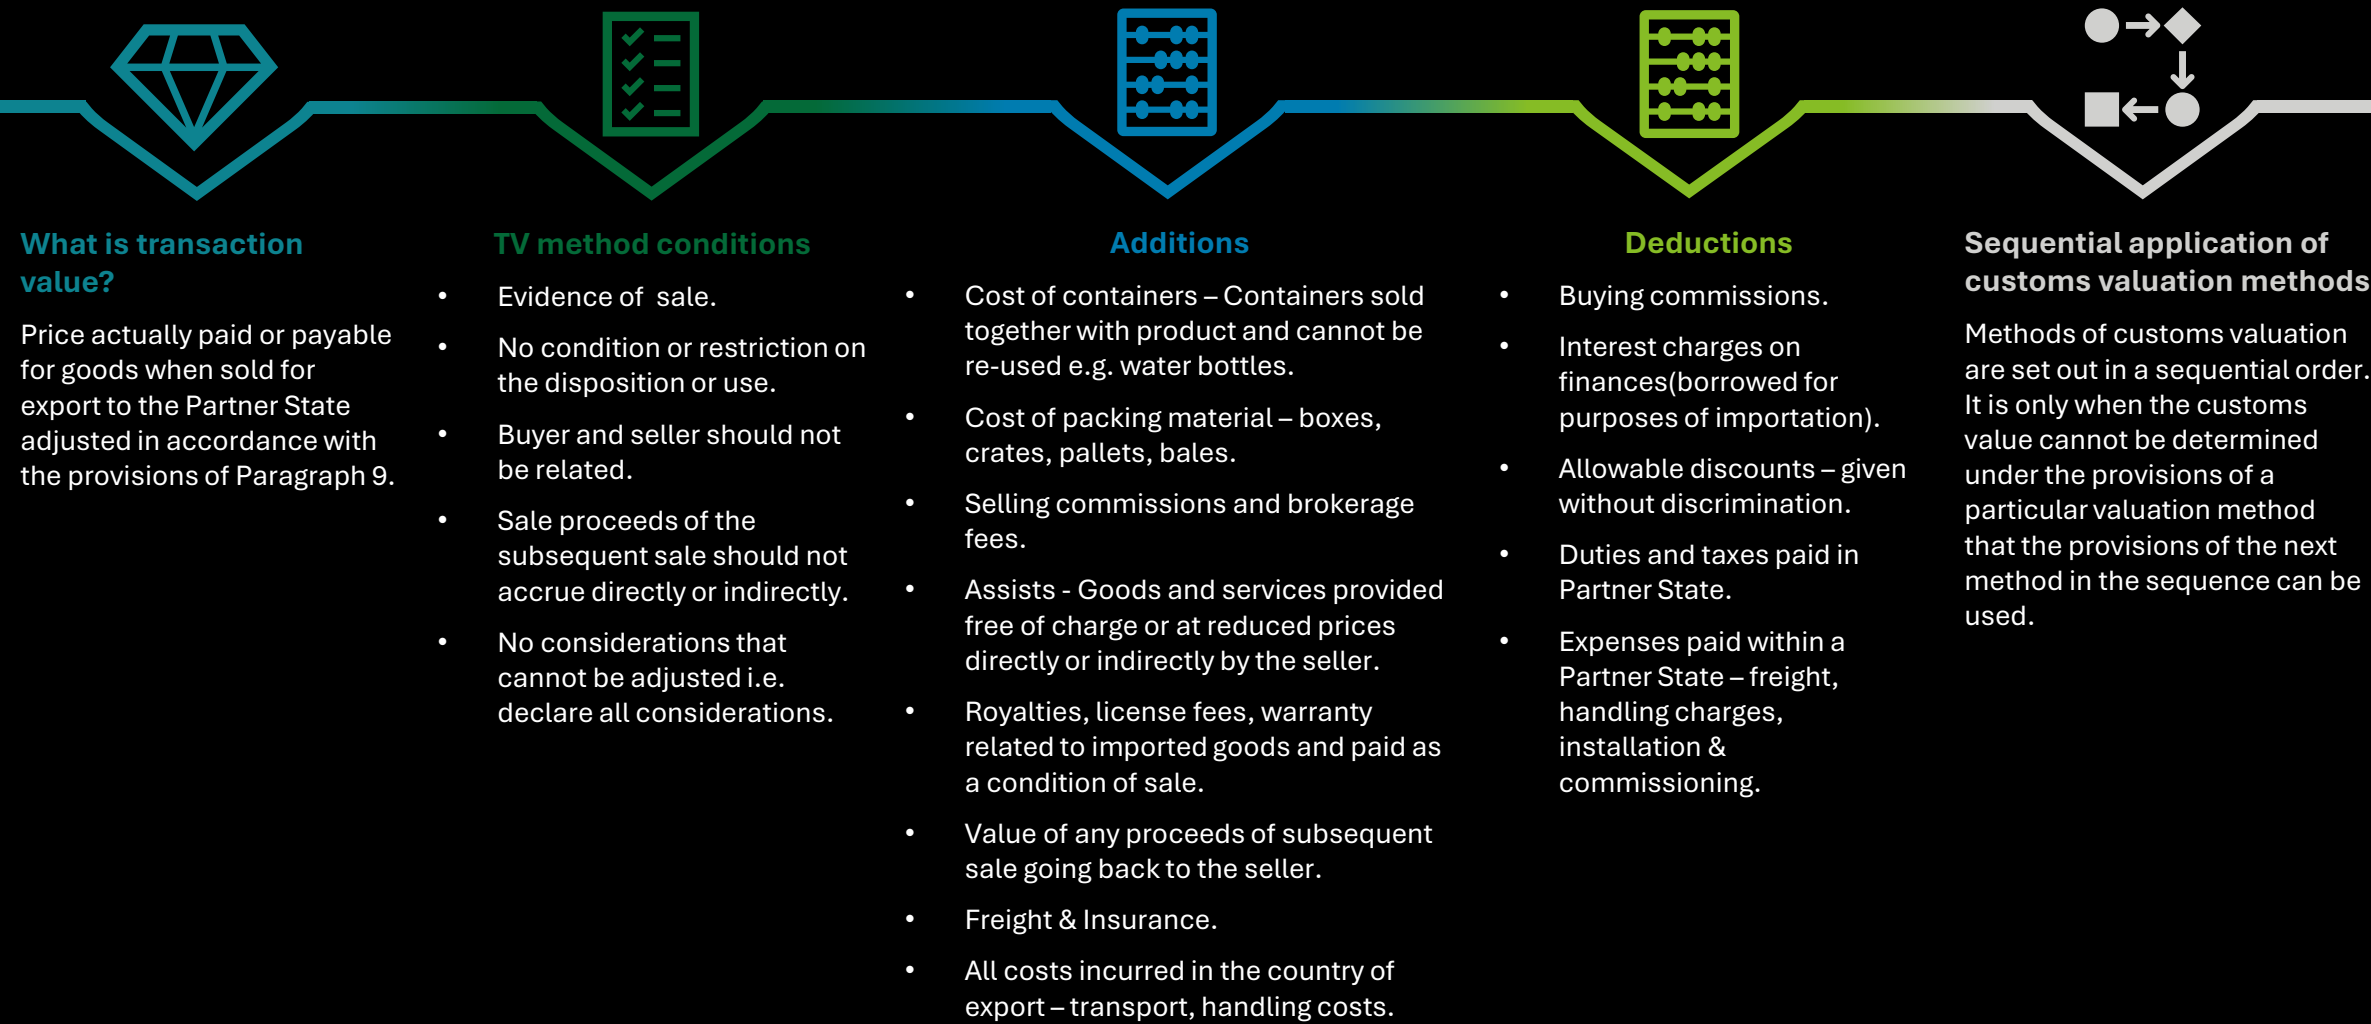 What is transaction
value?
Price actually paid or payable
for goods when sold for
export to the Partner State
adjusted in accordance with
the provisions of Paragraph 9.
TV method conditions
• Evidence of sale.
• No condition or restriction on
the disposition or use.
• Buyer and seller should not
be related.
• Sale proceeds of the
subsequent sale should not
accrue directly or indirectly.
• No considerations that
cannot be adjusted i.e.
declare all considerations.
Additions
• Cost of containers – Containers sold
together with product and cannot be
re-used e.g. water bottles.
• Cost of packing material – boxes,
crates, pallets, bales.
• Selling commissions and brokerage
fees.
• Assists - Goods and services provided
free of charge or at reduced prices
directly or indirectly by the seller.
• Royalties, license fees, warranty
related to imported goods and paid as
a condition of sale.
• Value of any proceeds of subsequent
sale going back to the seller.
• Freight & Insurance.
• All costs incurred in the country of
export – transport, handling costs.
Deductions
• Buying commissions.
• Interest charges on
finances(borrowed for
purposes of importation).
• Allowable discounts – given
without discrimination.
• Duties and taxes paid in
Partner State.
• Expenses paid within a
Partner State – freight,
handling charges,
installation &
commissioning.
Sequential application of
customs valuation methods
Methods of customs valuation
are set out in a sequential order.
It is only when the customs
value cannot be determined
under the provisions of a
particular valuation method
that the provisions of the next
method in the sequence can be
used.